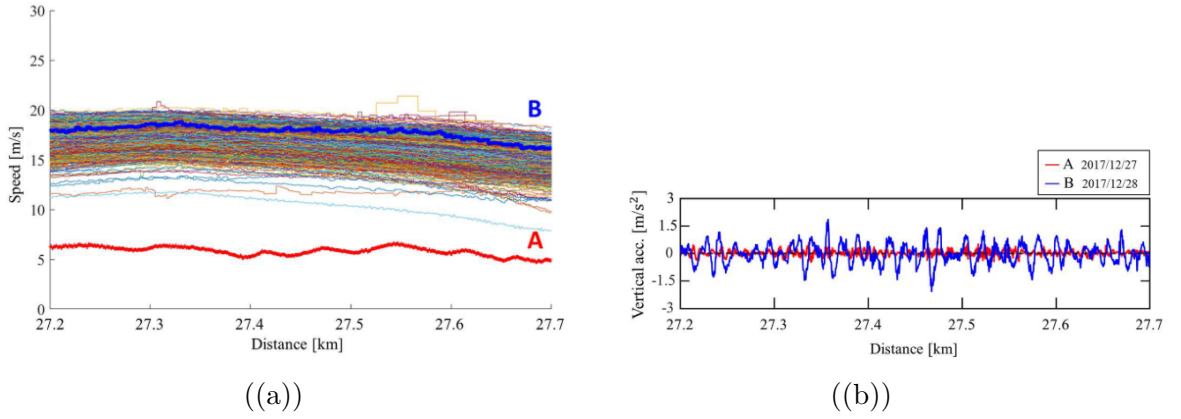 30
25
20
15
10
5
0
Speed [m/s]
B
A
27.2 27.3 27.4 27.5 27.6 27.7
Distance [km]
((a))
A 2017/12/27
B 2017/12/28
3
1.5
0
-1.5
-3
Vertical acc. [m/s²]
27.2 27.3 27.4 27.5 27.6 27.7
Distance [km]
((b))